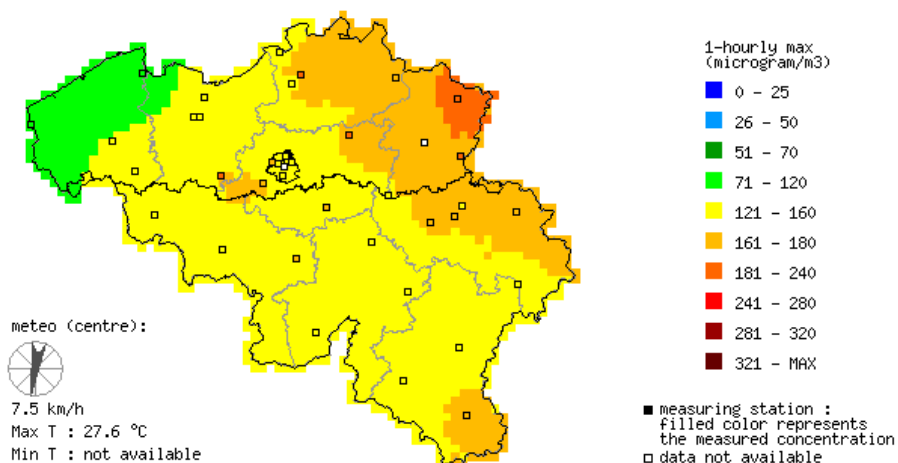 1-hourly max
(microgram/m3)
0 - 25
26 - 50
51 - 70
71 - 120
121 - 160
161 - 180
181 - 240
241 - 280
281 - 320
321 - MAX
meteo (centre):
7.5 km/h
Max T : 27.6 °C
Min T : not available
measuring station :
filled color represents
the measured concentration
data not available